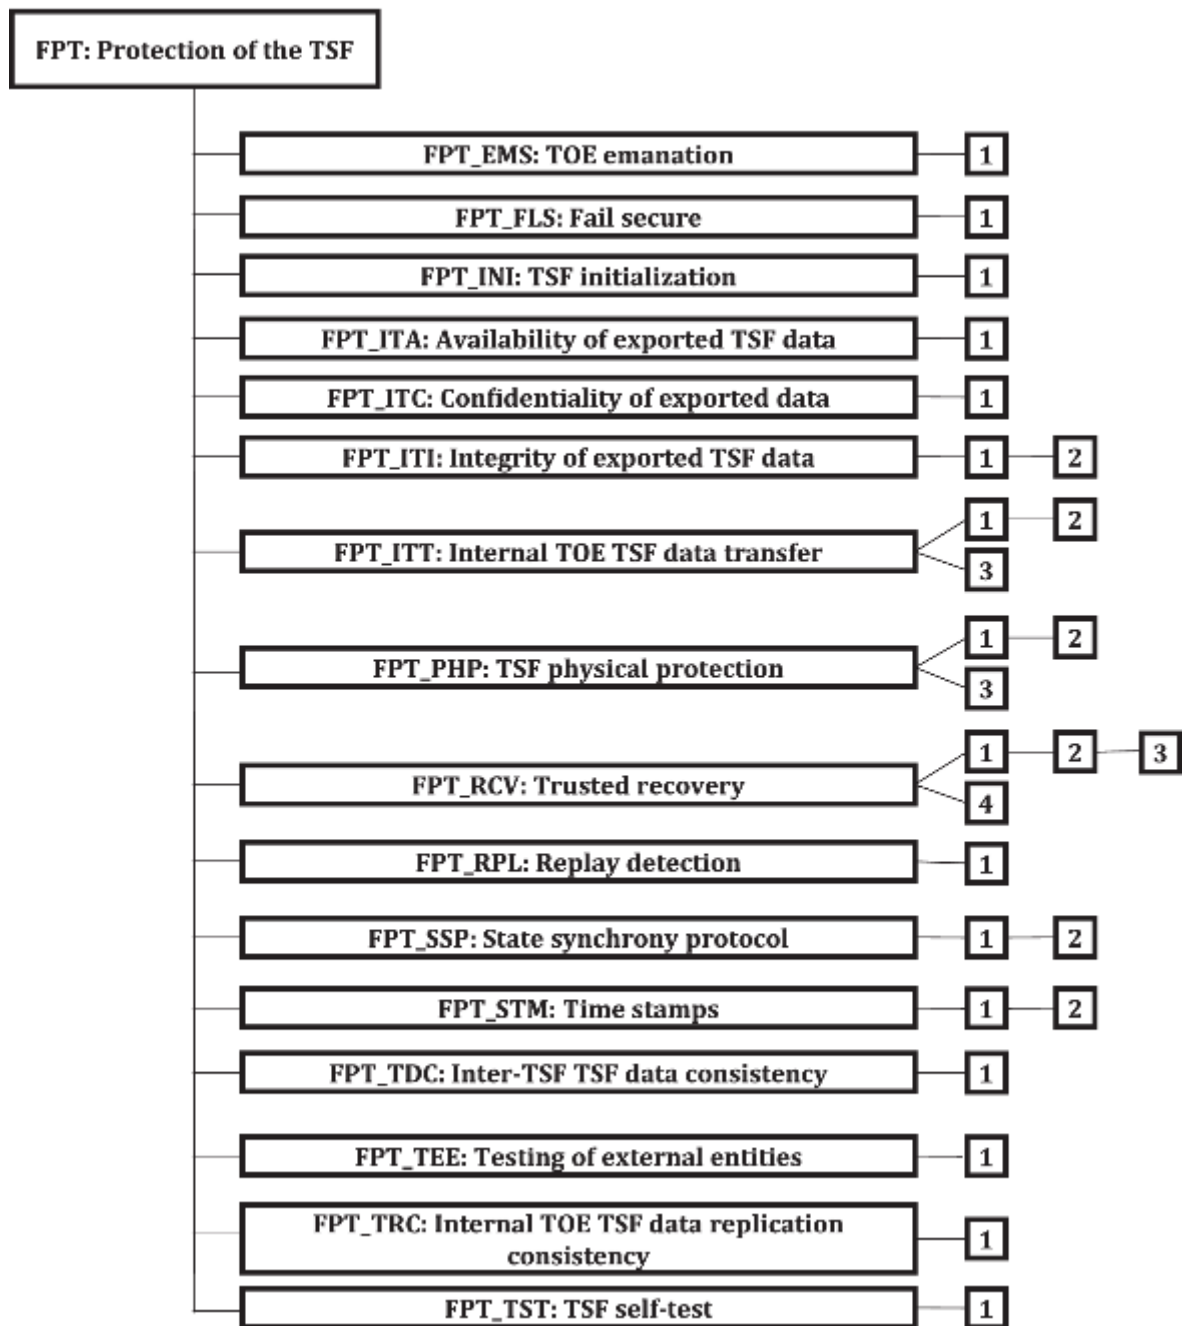 FPT: Protection of the TSF
FPT_EMS: TOE emanation 1
FPT_FLS: Fail secure 1
FPT_INI: TSF initialization 1
FPT_ITA: Availability of exported TSF data 1
FPT_ITC: Confidentiality of exported data 1
FPT_ITI: Integrity of exported TSF data 1 2
1 2
FPT_ITT: Internal TOE TSF data transfer
3
1 2
FPT_PHP: TSF physical protection
3
1 2 3
FPT_RCV: Trusted recovery
4
FPT_RPL: Replay detection 1
FPT_SSP: State synchrony protocol 1 2
FPT_STM: Time stamps 1 2
FPT_TDC: Inter-TSF TSF data consistency 1
FPT_TEE: Testing of external entities 1
FPT_TRC: Internal TOE TSF data replication
consistency
1
FPT_TST: TSF self-test 1